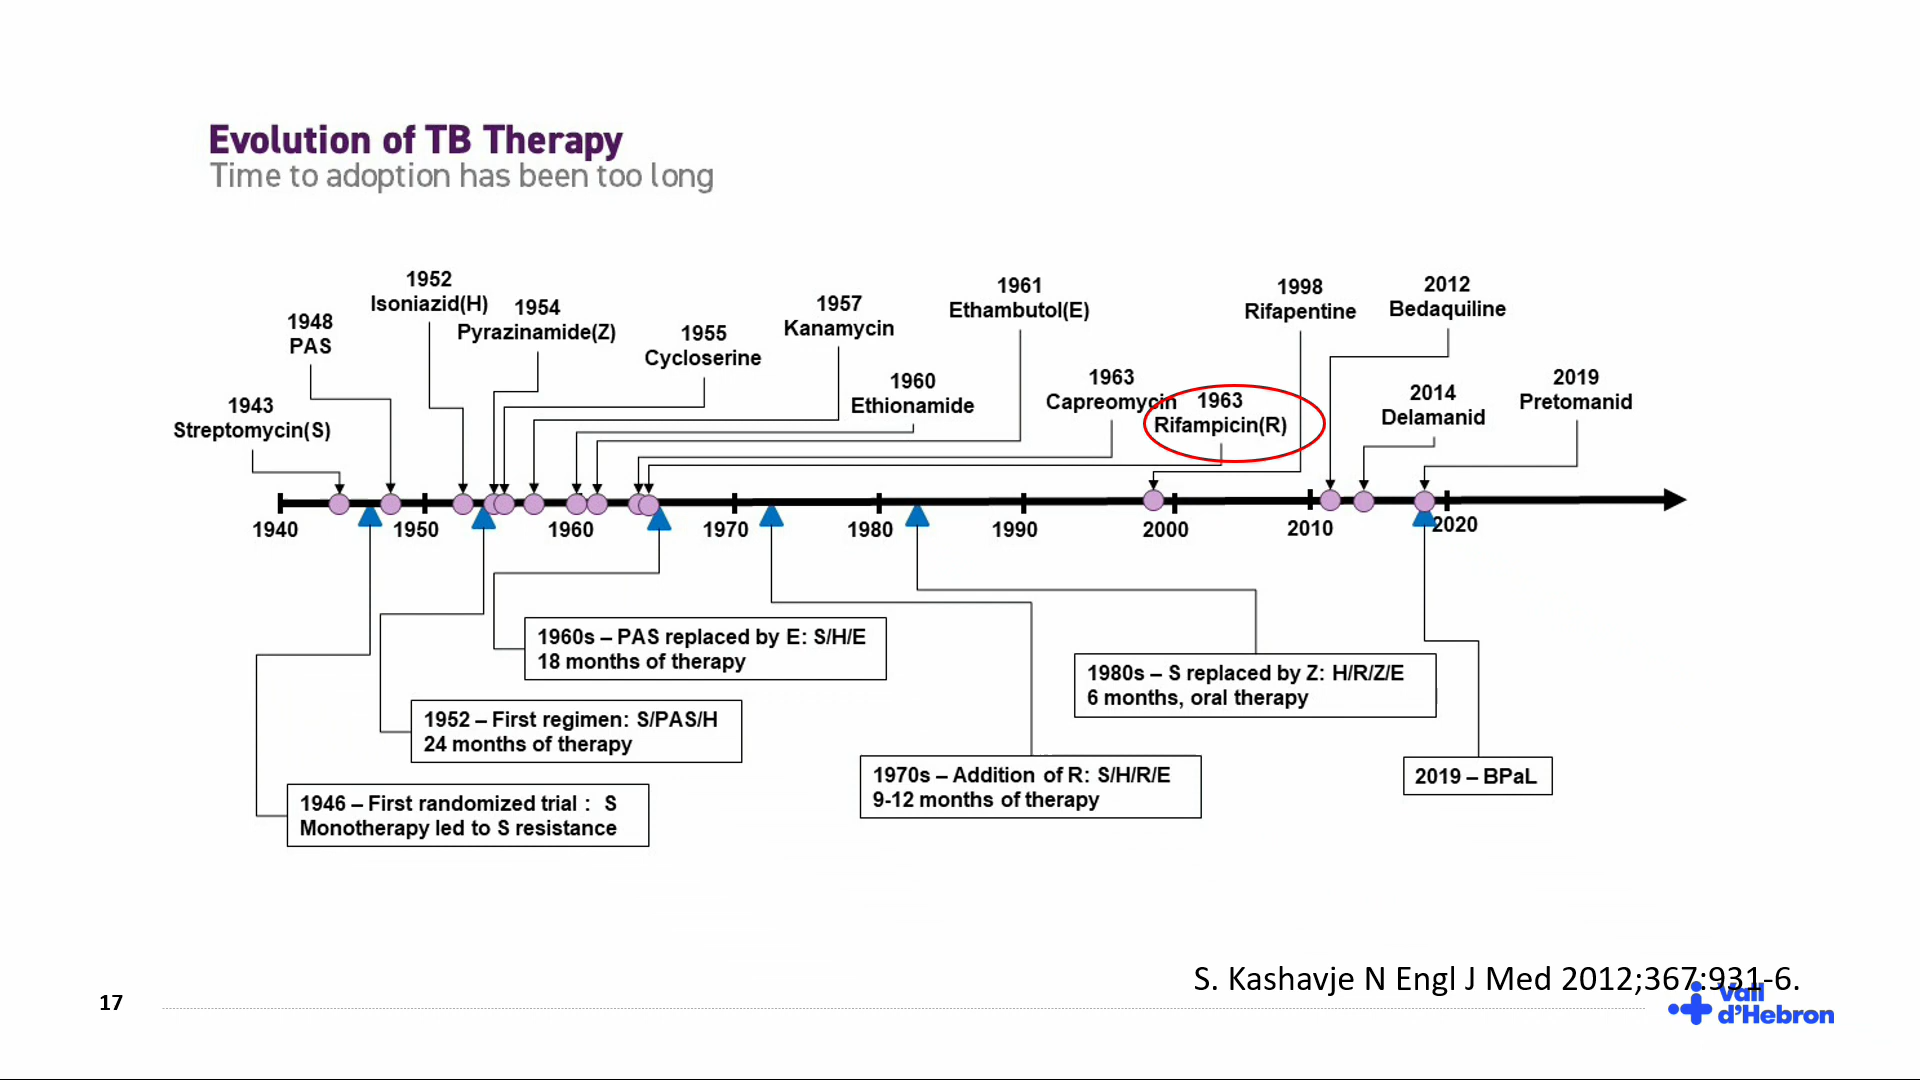 Evolution of TB Therapy
Time to adoption has been too long
1943
Streptomycin(S)
1948
PAS
1952
Isoniazid(H)
1954
Pyrazinamide(Z)
1955
Cycloserine
1957
Kanamycin
1960
Ethionamide
1961
Ethambutol(E)
1963
Capreomycin
1963
Rifampicin(R)
1998
Rifapentine
2012
Bedaquiline
2014
Delamanid
2019
Pretomanid
1940
1950
1960
1970
1980
1990
2000
2010
2020
1960s – PAS replaced by E: S/H/E
18 months of therapy
1952 – First regimen: S/PAS/H
24 months of therapy
1946 – First randomized trial : S
Monotherapy led to S resistance
1970s – Addition of R: S/H/R/E
9-12 months of therapy
1980s – S replaced by Z: H/R/Z/E
6 months, oral therapy
2019 – BPaL
S. Kashavje N Engl J Med 2012;367:931-6.
17
Vall
d'Hebron